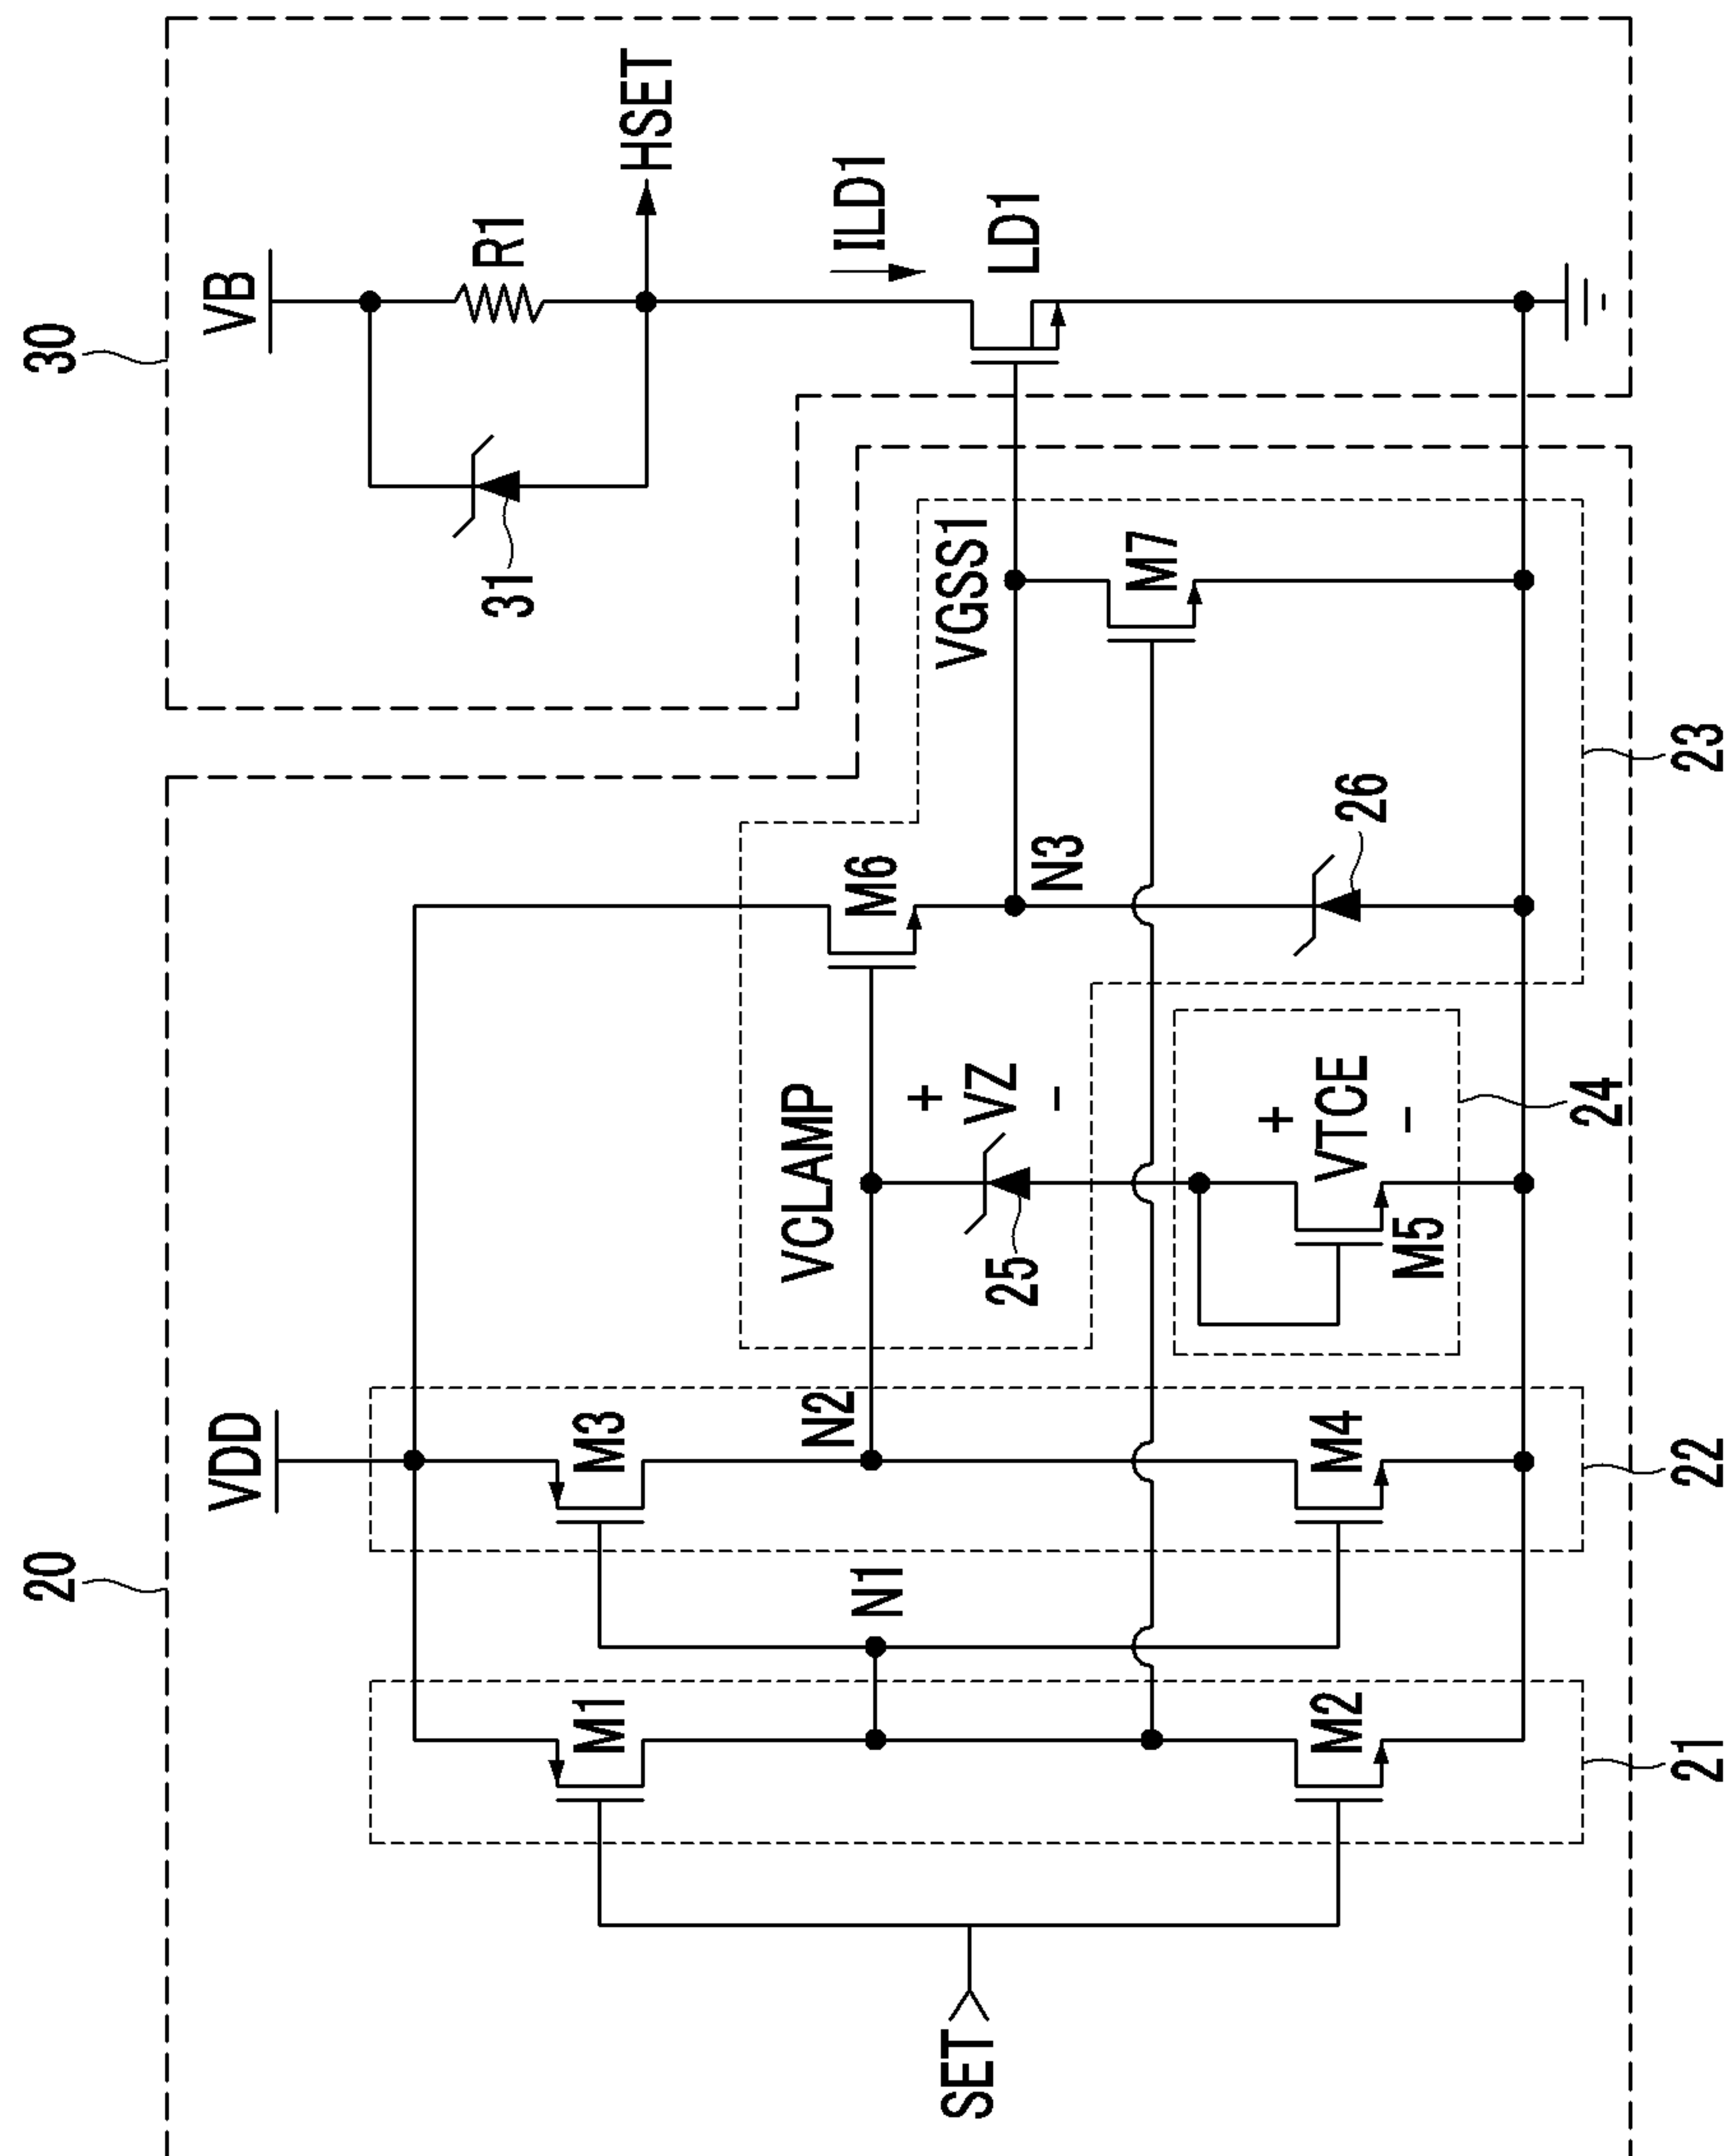 20
30
VDD
VB
31
R1
HSET
M1
M3
M6
ILD1
N1
N2
VCLAMP
VGSS1
LD1
SET
25
+
VZ
-
N3
M7
M2
M4
M5
+
VTCE
-
26
21
22
24
23